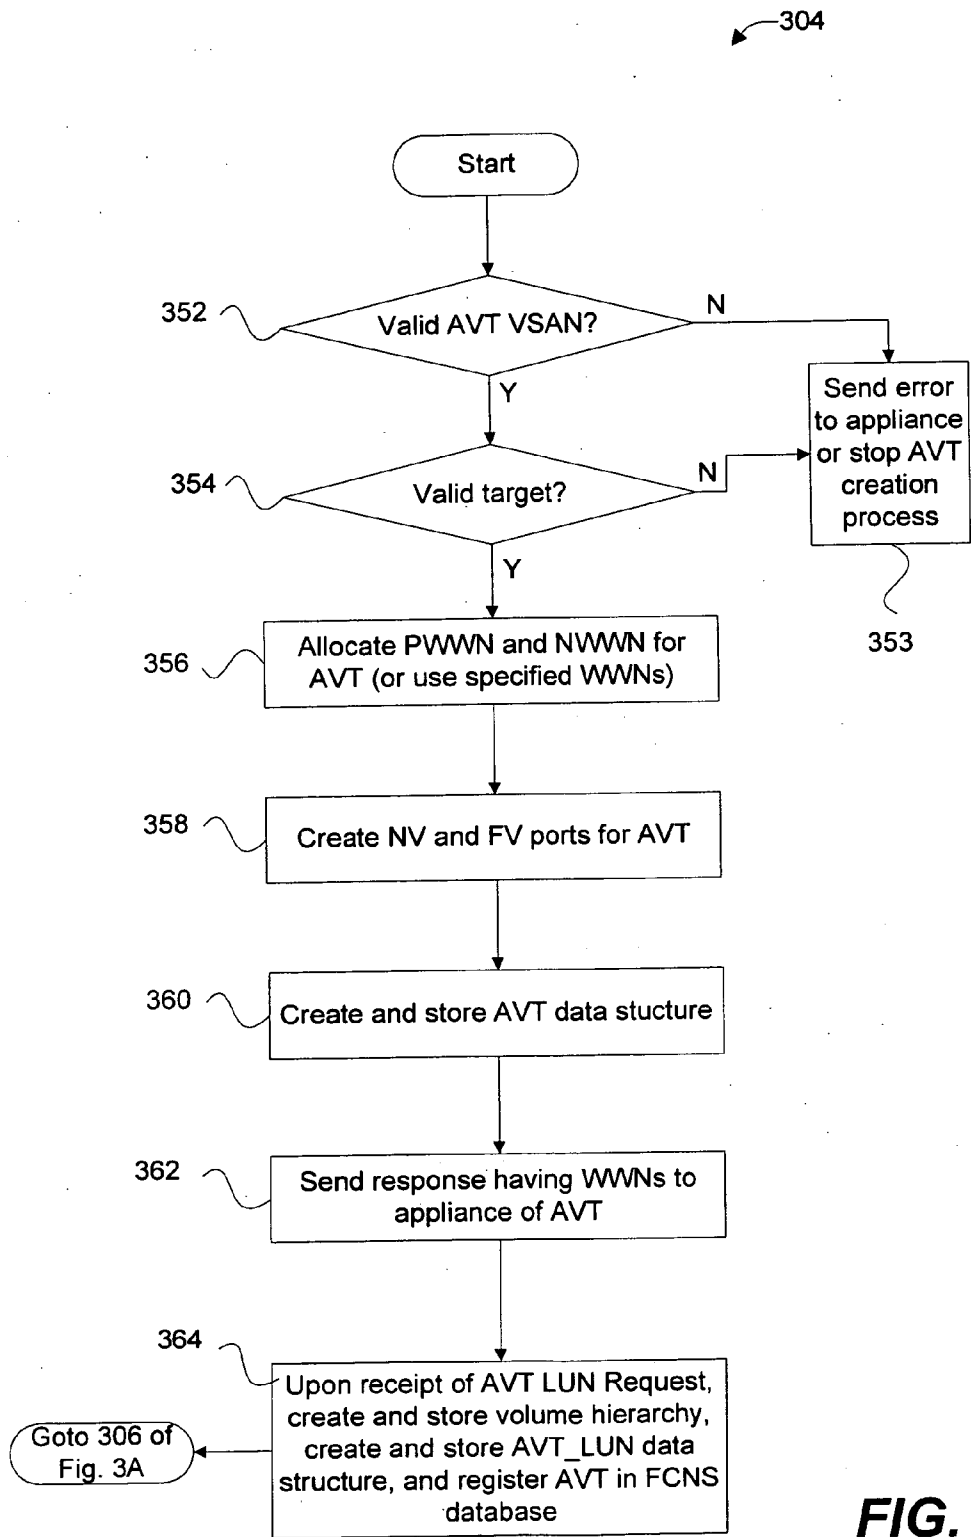 304
Start
352
Valid AVT VSAN?
N
Y
Send error
to appliance
or stop AVT
creation
process
353
354
Valid target?
N
Y
356
Allocate PWWN and NWWN for
AVT (or use specified WWNs)
358
Create NV and FV ports for AVT
360
Create and store AVT data stucture
362
Send response having WWNs to
appliance of AVT
364
Upon receipt of AVT LUN Request,
create and store volume hierarchy,
create and store AVT_LUN data
structure, and register AVT in FCNS
database
Goto 306 of
Fig. 3A
FIG.